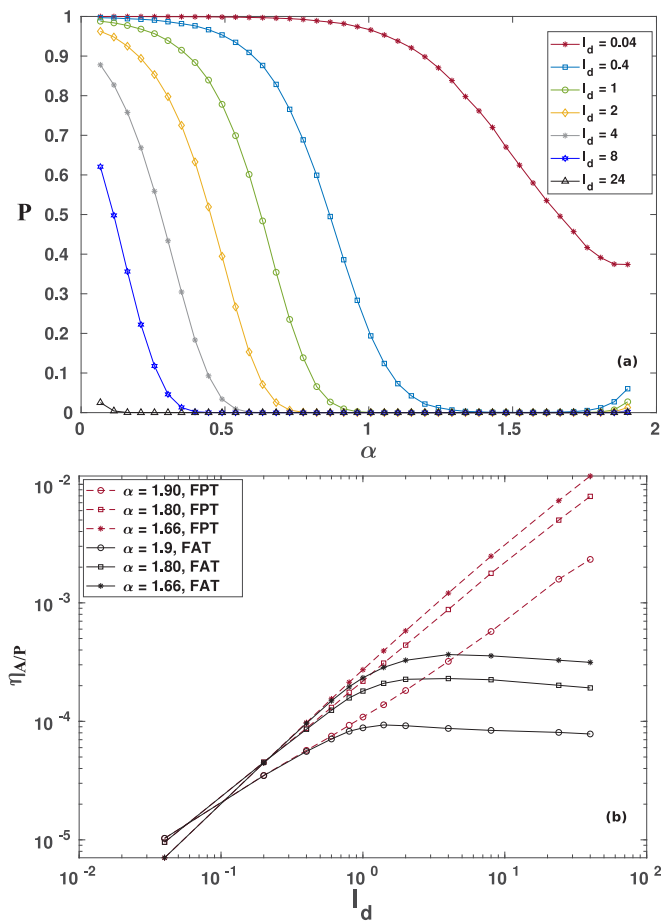 1
0.9
0.8
0.7
0.6
0.5
0.4
0.3
0.2
0.1
0
P
l_d = 0.04
l_d = 0.4
l_d = 1
l_d = 2
l_d = 4
l_d = 8
l_d = 24
(a)
0 0.5 1 1.5 2
α
10^-2
10^-3
10^-4
10^-5
η_A/P
α = 1.90, FPT
α = 1.80, FPT
α = 1.66, FPT
α = 1.9, FAT
α = 1.80, FAT
α = 1.66, FAT
(b)
10^-2 10^-1 10^0 10^1 10^2
l_d